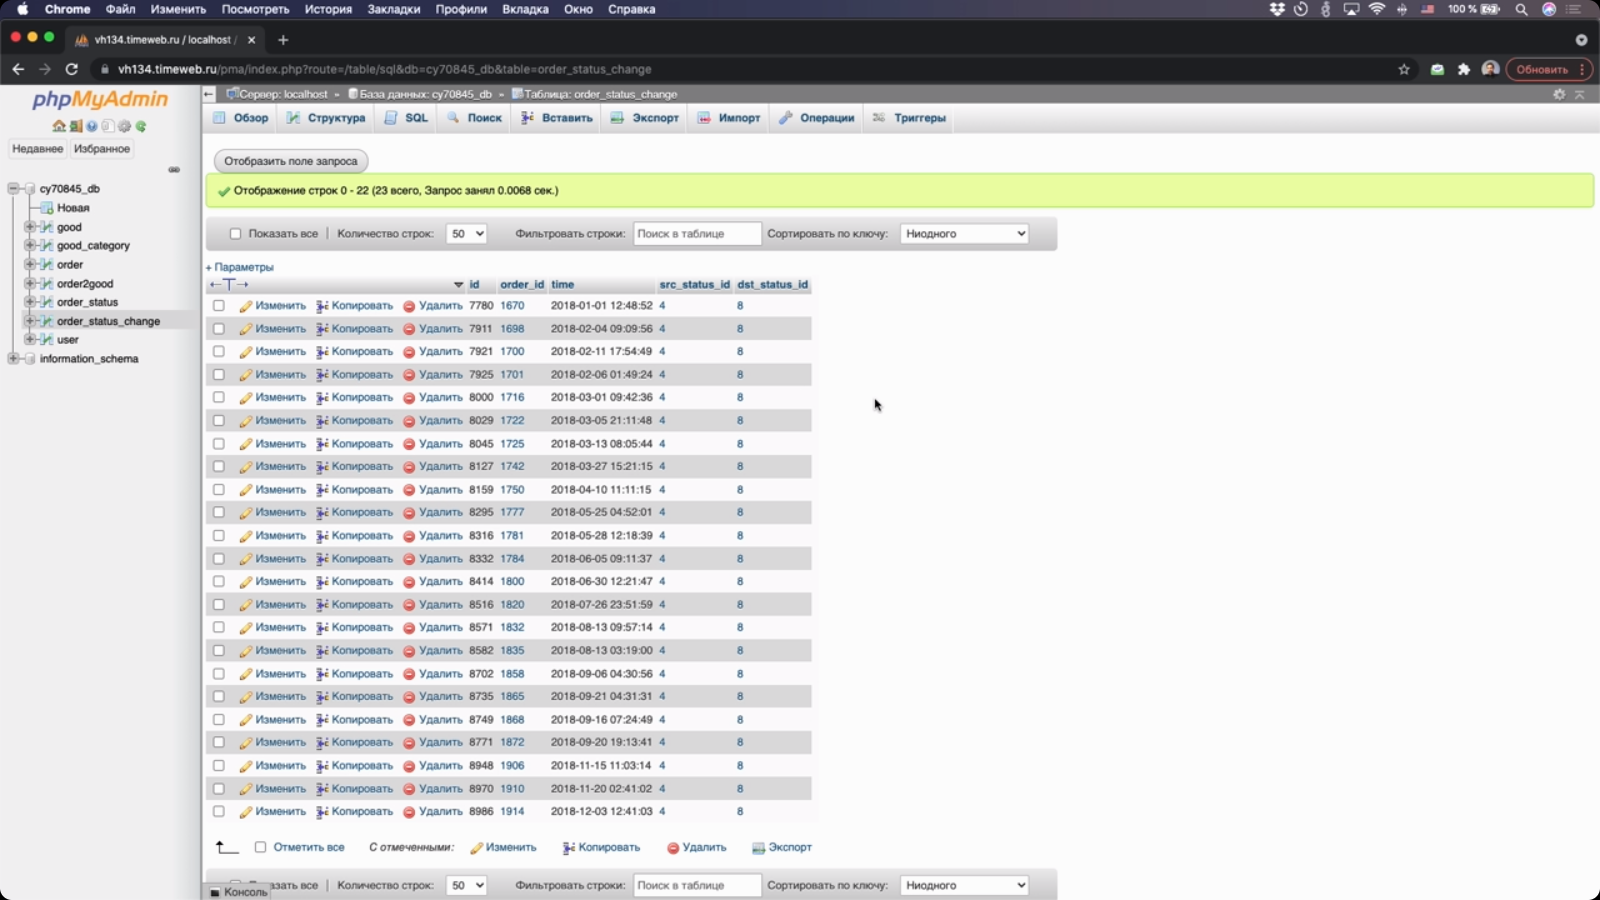 Chrome Файл Изменить Посмотреть История Закладки Профили Вкладка Окно Справка 100 %
vh134.timeweb.ru / localhost /
vh134.timeweb.ru/pma/index.php?route=/table/sql&db=cy70845_db&table=order_status_change Обновить
phpMyAdmin
Недавнее Избранное
cy70845_db
Новая
good
good_category
order
order2good
order_status
order_status_change
user
information_schema
Сервер: localhost » База данных: cy70845_db » Таблица: order_status_change
Обзор Структура SQL Поиск Вставить Экспорт Импорт Операции Триггеры
Отобразить поле запроса
Отображение строк 0 - 22 (23 всего, Запрос занял 0.0068 сек.)
Показать все | Количество строк: 50 Фильтровать строки: Поиск в таблице Сортировать по ключу: Ниодного
+ Параметры
←T→ id order_id time src_status_id dst_status_id
Изменить Копировать Удалить 7780 1670 2018-01-01 12:48:52 4 8
Изменить Копировать Удалить 7911 1698 2018-02-04 09:09:56 4 8
Изменить Копировать Удалить 7921 1700 2018-02-11 17:54:49 4 8
Изменить Копировать Удалить 7925 1701 2018-02-06 01:49:24 4 8
Изменить Копировать Удалить 8000 1716 2018-03-01 09:42:36 4 8
Изменить Копировать Удалить 8029 1722 2018-03-05 21:11:48 4 8
Изменить Копировать Удалить 8045 1725 2018-03-13 08:05:44 4 8
Изменить Копировать Удалить 8127 1742 2018-03-27 15:21:15 4 8
Изменить Копировать Удалить 8159 1750 2018-04-10 11:11:15 4 8
Изменить Копировать Удалить 8295 1777 2018-05-25 04:52:01 4 8
Изменить Копировать Удалить 8316 1781 2018-05-28 12:18:39 4 8
Изменить Копировать Удалить 8332 1784 2018-06-05 09:11:37 4 8
Изменить Копировать Удалить 8414 1800 2018-06-30 12:21:47 4 8
Изменить Копировать Удалить 8516 1820 2018-07-26 23:51:59 4 8
Изменить Копировать Удалить 8571 1832 2018-08-13 09:57:14 4 8
Изменить Копировать Удалить 8582 1835 2018-08-13 03:19:00 4 8
Изменить Копировать Удалить 8702 1858 2018-09-06 04:30:56 4 8
Изменить Копировать Удалить 8735 1865 2018-09-21 04:31:31 4 8
Изменить Копировать Удалить 8749 1868 2018-09-16 07:24:49 4 8
Изменить Копировать Удалить 8771 1872 2018-09-20 19:13:41 4 8
Изменить Копировать Удалить 8948 1906 2018-11-15 11:03:14 4 8
Изменить Копировать Удалить 8970 1910 2018-11-20 02:41:02 4 8
Изменить Копировать Удалить 8986 1914 2018-12-03 12:41:03 4 8
Отметить все С отмеченными: Изменить Копировать Удалить Экспорт
все | Количество строк: 50 Фильтровать строки: Поиск в таблице Сортировать по ключу: Ниодного
Консоль